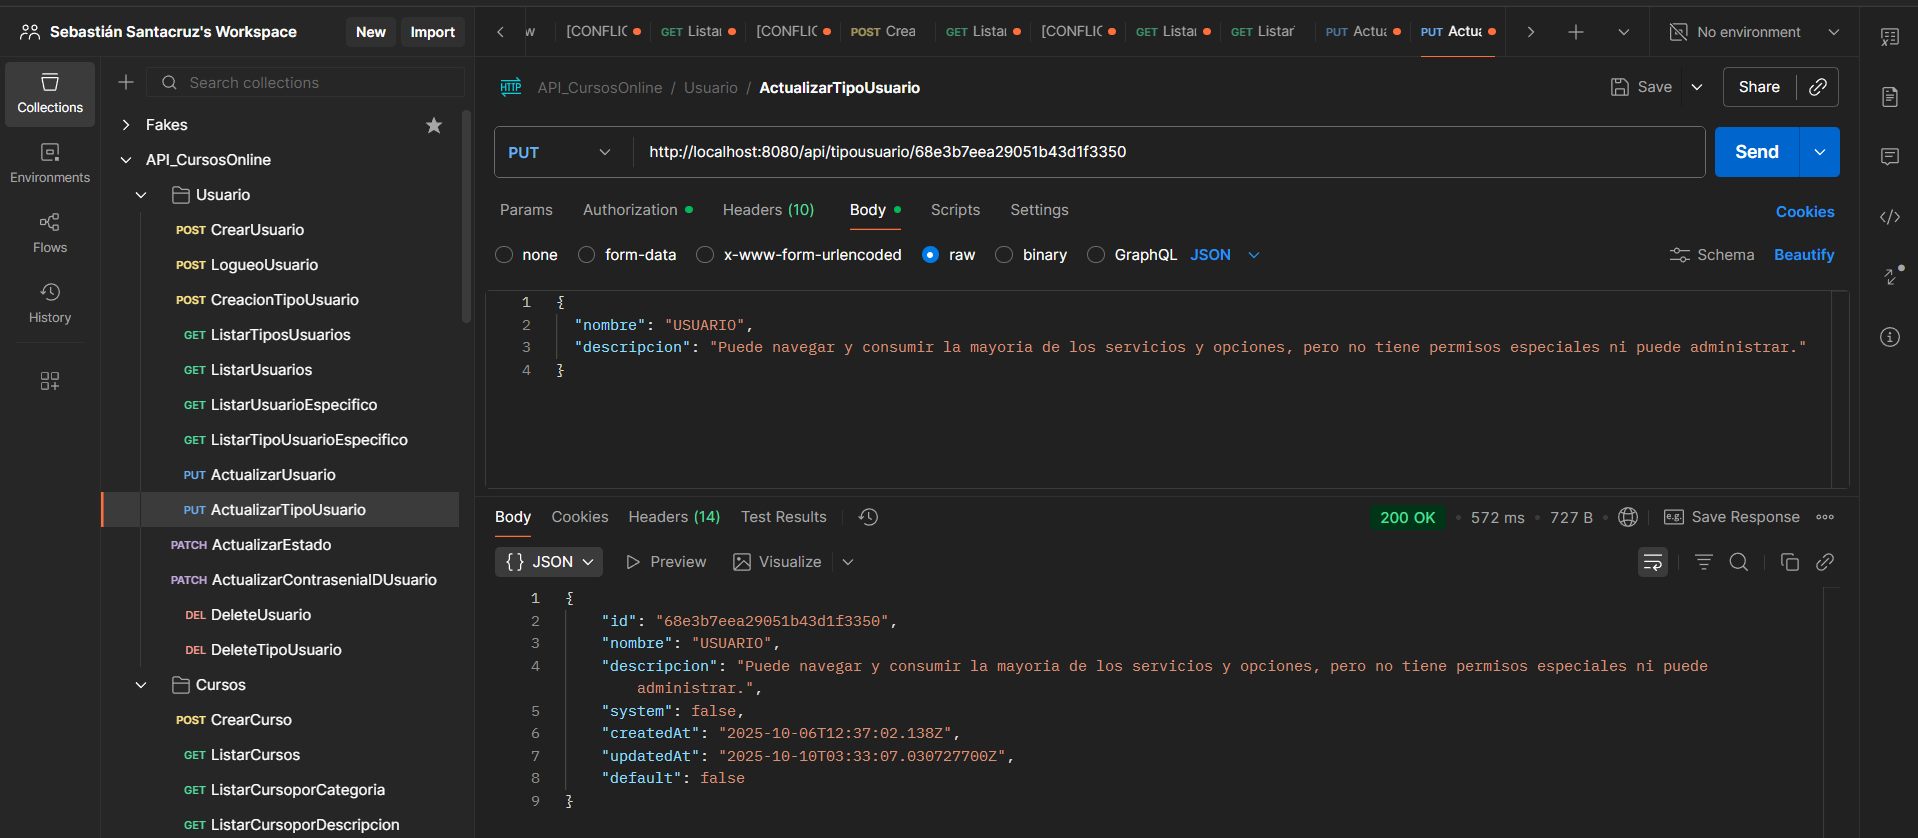 Sebastián Santacruz's Workspace
New
Import
w
[CONFLIC
GET Listar
[CONFLIC
POST Crea
GET Listar
[CONFLIC
GET Listar
GET Listar
PUT Actua
PUT Actua
No environment
Collections
Environments
Flows
History
Search collections
Fakes
API_CursosOnline
Usuario
POST CrearUsuario
POST LogueoUsuario
POST CreacionTipoUsuario
GET ListarTiposUsuarios
GET ListarUsuarios
GET ListarUsuarioEspecifico
GET ListarTipoUsuarioEspecifico
PUT ActualizarUsuario
PUT ActualizarTipoUsuario
PATCH ActualizarEstado
PATCH ActualizarContraseniaIDUsuario
DEL DeleteUsuario
DEL DeleteTipoUsuario
Cursos
POST CrearCurso
GET ListarCursos
GET ListarCursoporCategoria
GET ListarCursoporDescripcion
HTTP API_CursosOnline / Usuario / ActualizarTipoUsuario
Save
Share
PUT
http://localhost:8080/api/tipousuario/68e3b7eea29051b43d1f3350
Send
Params
Authorization
Headers (10)
Body
Scripts
Settings
Cookies
none
form-data
x-www-form-urlencoded
raw
binary
GraphQL
JSON
Schema
Beautify
1 {
2 "nombre": "USUARIO",
3 "descripcion": "Puede navegar y consumir la mayoria de los servicios y opciones, pero no tiene permisos especiales ni puede administrar."
4 }
Body
Cookies
Headers (14)
Test Results
200 OK
572 ms
727 B
e.g. Save Response
{} JSON
Preview
Visualize
1 {
2 "id": "68e3b7eea29051b43d1f3350",
3 "nombre": "USUARIO",
4 "descripcion": "Puede navegar y consumir la mayoria de los servicios y opciones, pero no tiene permisos especiales ni puede
administrar.",
5 "system": false,
6 "createdAt": "2025-10-06T12:37:02.138Z",
7 "updatedAt": "2025-10-10T03:33:07.030727700Z",
8 "default": false
9 }